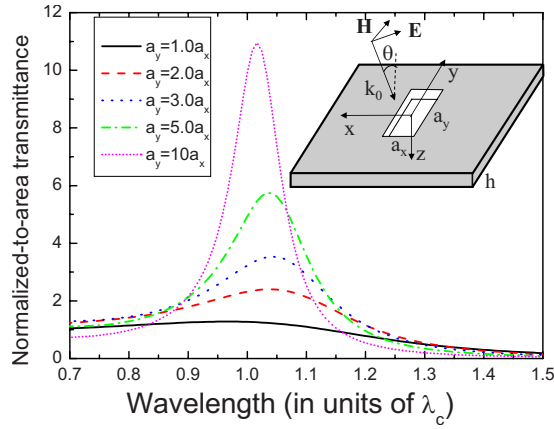 Normalized-to-area transmittance
12
10
8
6
4
2
0
0.7 0.8 0.9 1.0 1.1 1.2 1.3 1.4 1.5
Wavelength (in units of λc)
ay=1.0ax
ay=2.0ax
ay=3.0ax
ay=5.0ax
ay=10ax
H
E
θ
k0
y
x
ay
ax
z
h